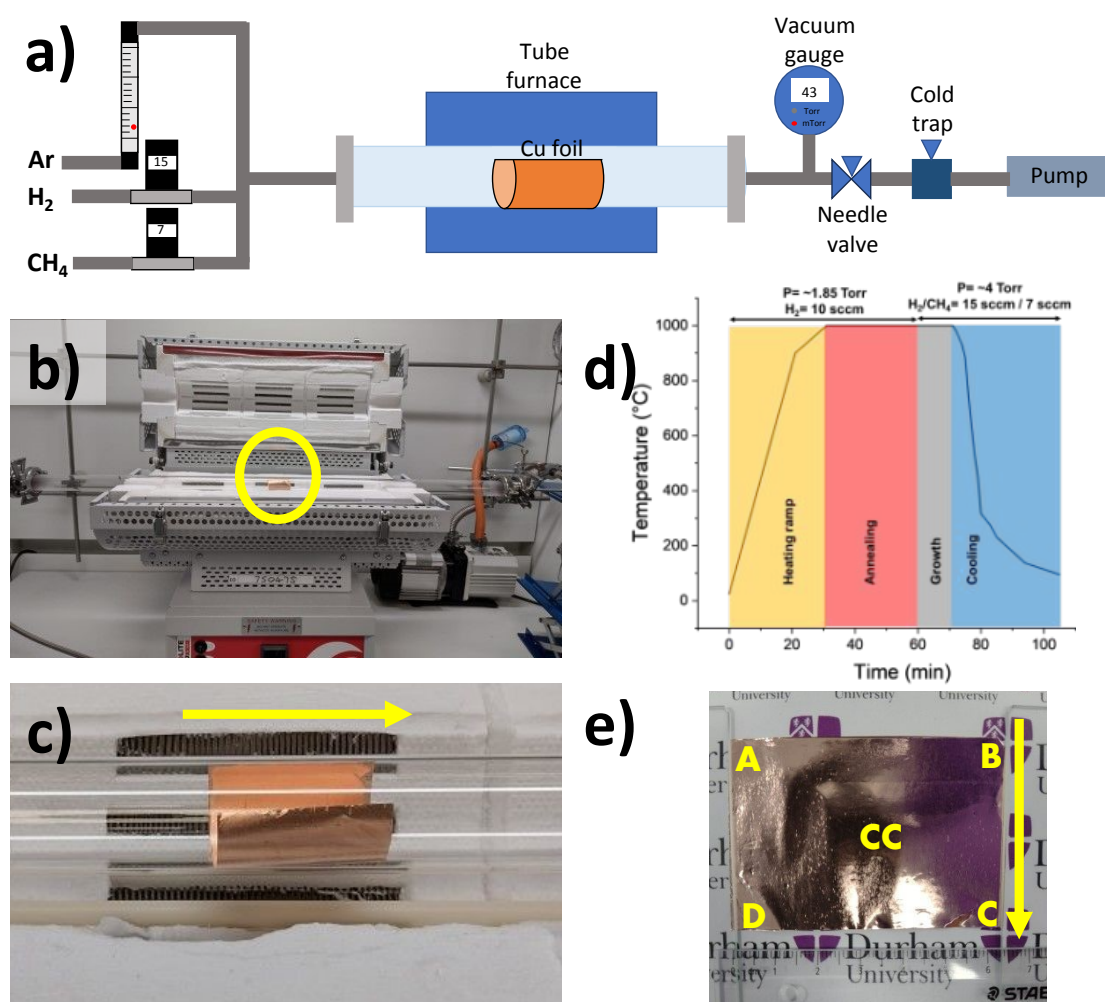 a)
Ar
H₂
CH₄
15
7
Tube
furnace
Cu foil
Vacuum
gauge
43
Torr
mTorr
Needle
valve
Cold
trap
Pump
b)
750475
c)
d)
P= ~1.85 Torr
H₂= 10 sccm
P= ~4 Torr
H₂/CH₄= 15 sccm / 7 sccm
Temperature (°C)
1000
800
600
400
200
0
Heating ramp
Annealing
Growth
Cooling
0
20
40
60
80
100
Time (min)
e)
University
University
University
A
B
CC
D
C
Durham
University